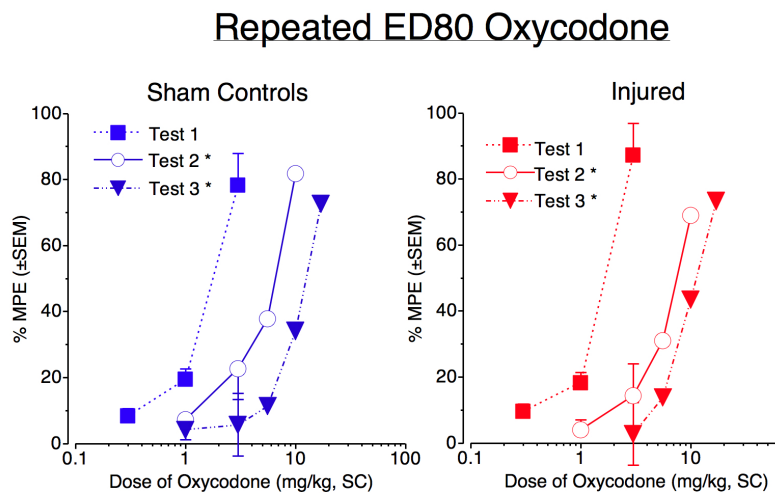 Repeated ED80 Oxycodone
Sham Controls
100
80
60
40
20
0
% MPE (±SEM)
Test 1
Test 2 *
Test 3 *
0.1 1 10 100
Dose of Oxycodone (mg/kg, SC)
Injured
100
80
60
40
20
0
% MPE (±SEM)
Test 1
Test 2 *
Test 3 *
0.1 1 10
Dose of Oxycodone (mg/kg, SC)